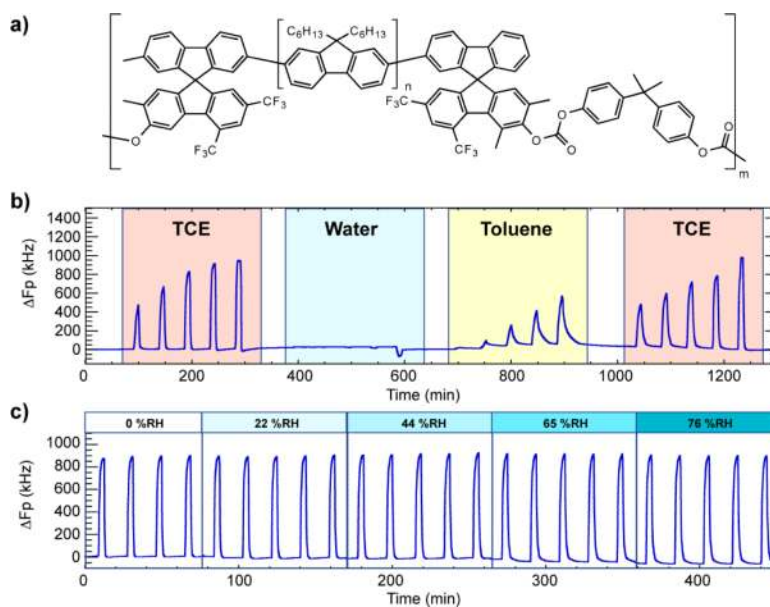 a)
C6H13 C6H13
n
CF3
F3C
O
F3C
CF3
O
O
O
O
O
m
b)
TCE Water Toluene TCE
1400
1200
1000
800
600
400
200
0
ΔFp (kHz)
0 200 400 600 800 1000 1200
Time (min)
c)
0 %RH 22 %RH 44 %RH 65 %RH 76 %RH
1000
800
600
400
200
0
ΔFp (kHz)
0 100 200 300 400
Time (min)